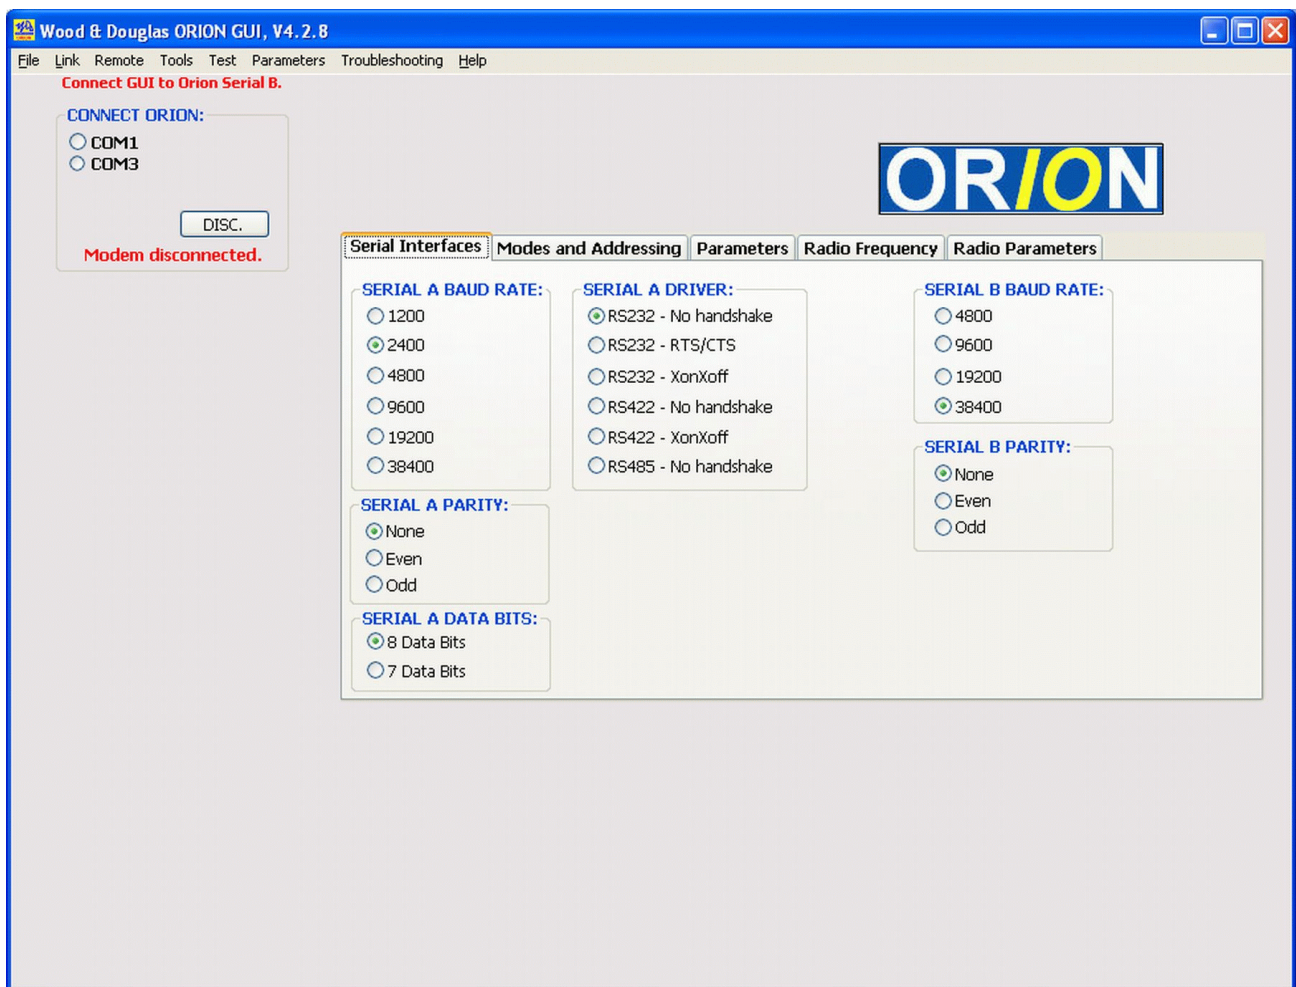 Wood & Douglas ORION GUI, V4.2.8
File Link Remote Tools Test Parameters Troubleshooting Help
Connect GUI to Orion Serial B.
CONNECT ORION:
COM1
COM3
DISC.
Modem disconnected.
ORION
Serial Interfaces Modes and Addressing Parameters Radio Frequency Radio Parameters
SERIAL A BAUD RATE:
1200
2400
4800
9600
19200
38400
SERIAL A PARITY:
None
Even
Odd
SERIAL A DATA BITS:
8 Data Bits
7 Data Bits
SERIAL A DRIVER:
RS232 - No handshake
RS232 - RTS/CTS
RS232 - XonXoff
RS422 - No handshake
RS422 - XonXoff
RS485 - No handshake
SERIAL B BAUD RATE:
4800
9600
19200
38400
SERIAL B PARITY:
None
Even
Odd